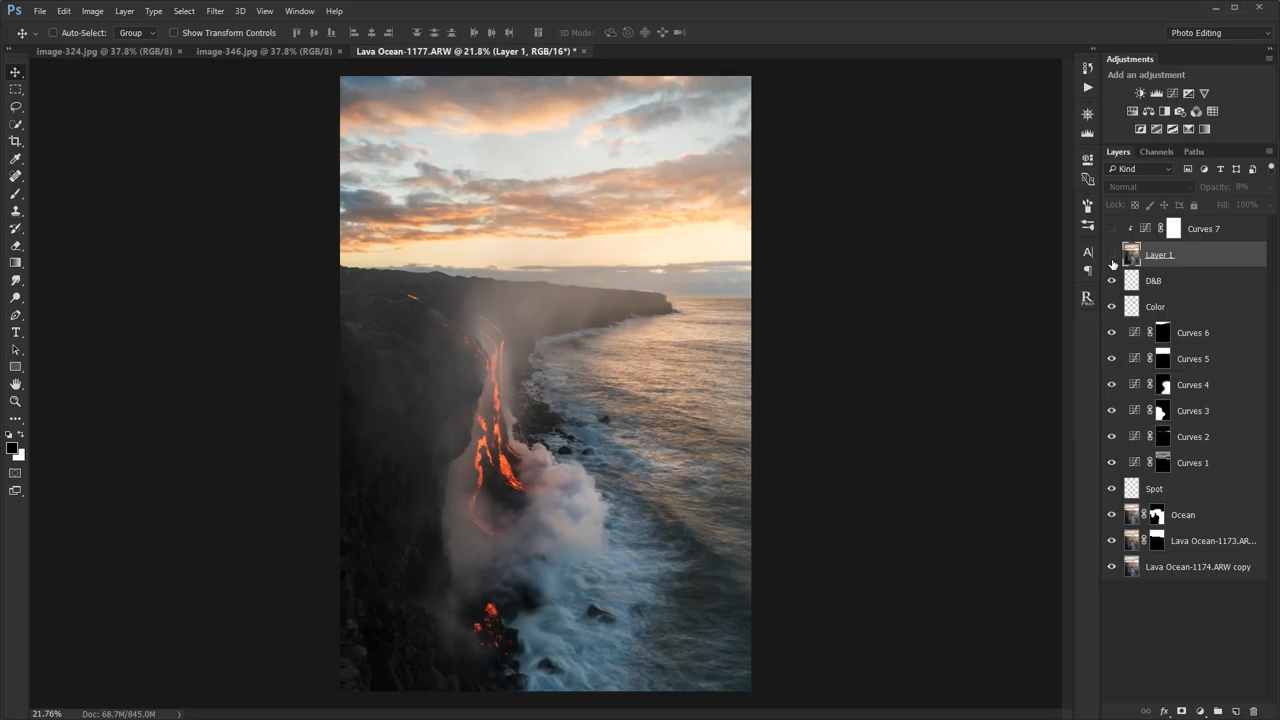 Ps File Edit Image Layer Type Select Filter 3D View Window Help
Auto-Select: Group Show Transform Controls 3D Mode: Photo Editing
image-324.jpg @ 37.8% (RGB/8) × image-346.jpg @ 37.8% (RGB/8) × Lava Ocean-1177.ARW @ 21.8% (Layer 1, RGB/16*) * ×
Adjustments
Add an adjustment
Layers Channels Paths
Kind
Normal Opacity: 8%
Lock: Fill: 100%
Curves 7
Layer 1
D&B
Color
Curves 6
Curves 5
Curves 4
Curves 3
Curves 2
Curves 1
Spot
Ocean
Lava Ocean-1173.AR...
Lava Ocean-1174.ARW copy
21.76% Doc: 68.7M/845.0M